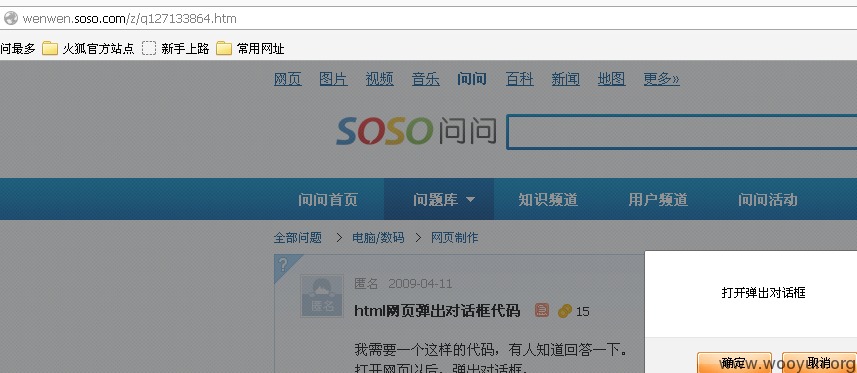 wenwen.soso.com/z/q127133864.htm
问最多 火狐官方站点 新手上路 常用网址
网页 图片 视频 音乐 问问 百科 新闻 地图 更多»
SOSO 问问
问问首页 问题库 知识频道 用户频道 问问活动
全部问题 > 电脑/数码 > 网页制作
?
匿名 2009-04-11
匿名
html网页弹出对话框代码 15
打开弹出对话框
我需要一个这样的代码，有人知道回答一下。
打开网页以后，弹出对话框，
确定 取消
www.wooyun.org